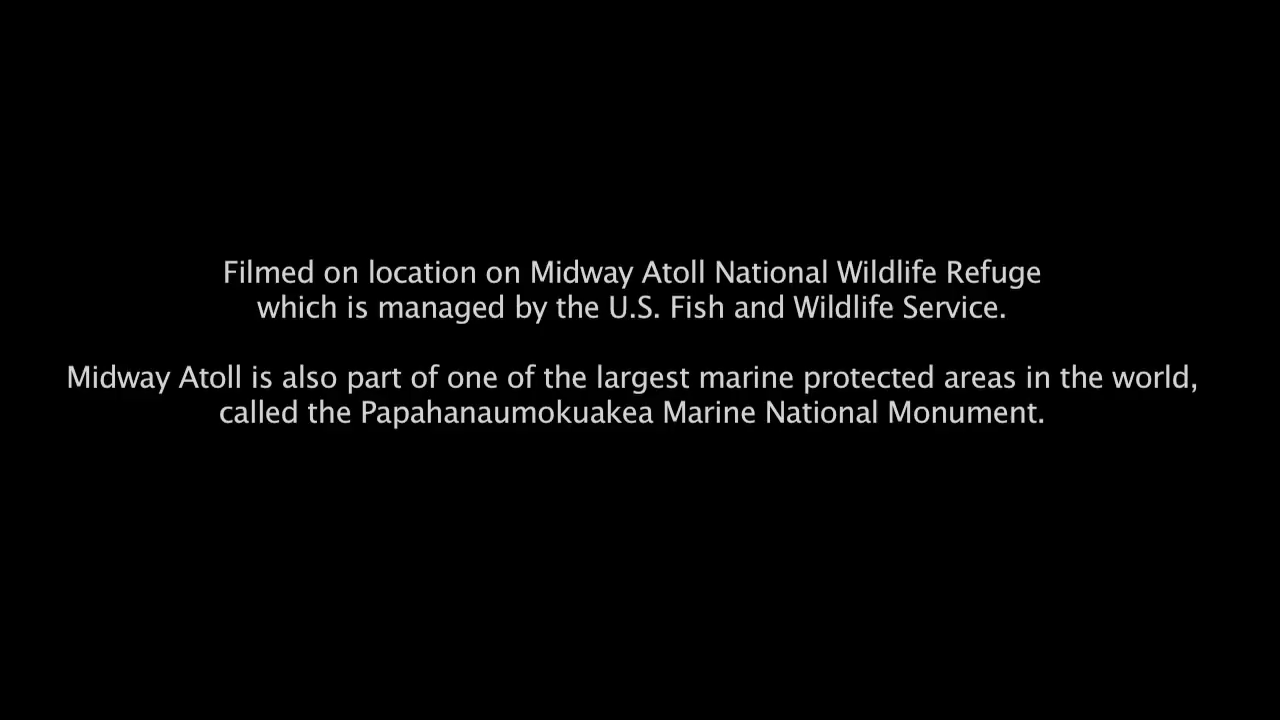 Filmed on location on Midway Atoll National Wildlife Refuge
which is managed by the U.S. Fish and Wildlife Service.
Midway Atoll is also part of one of the largest marine protected areas in the world,
called the Papahanaumokuakea Marine National Monument.